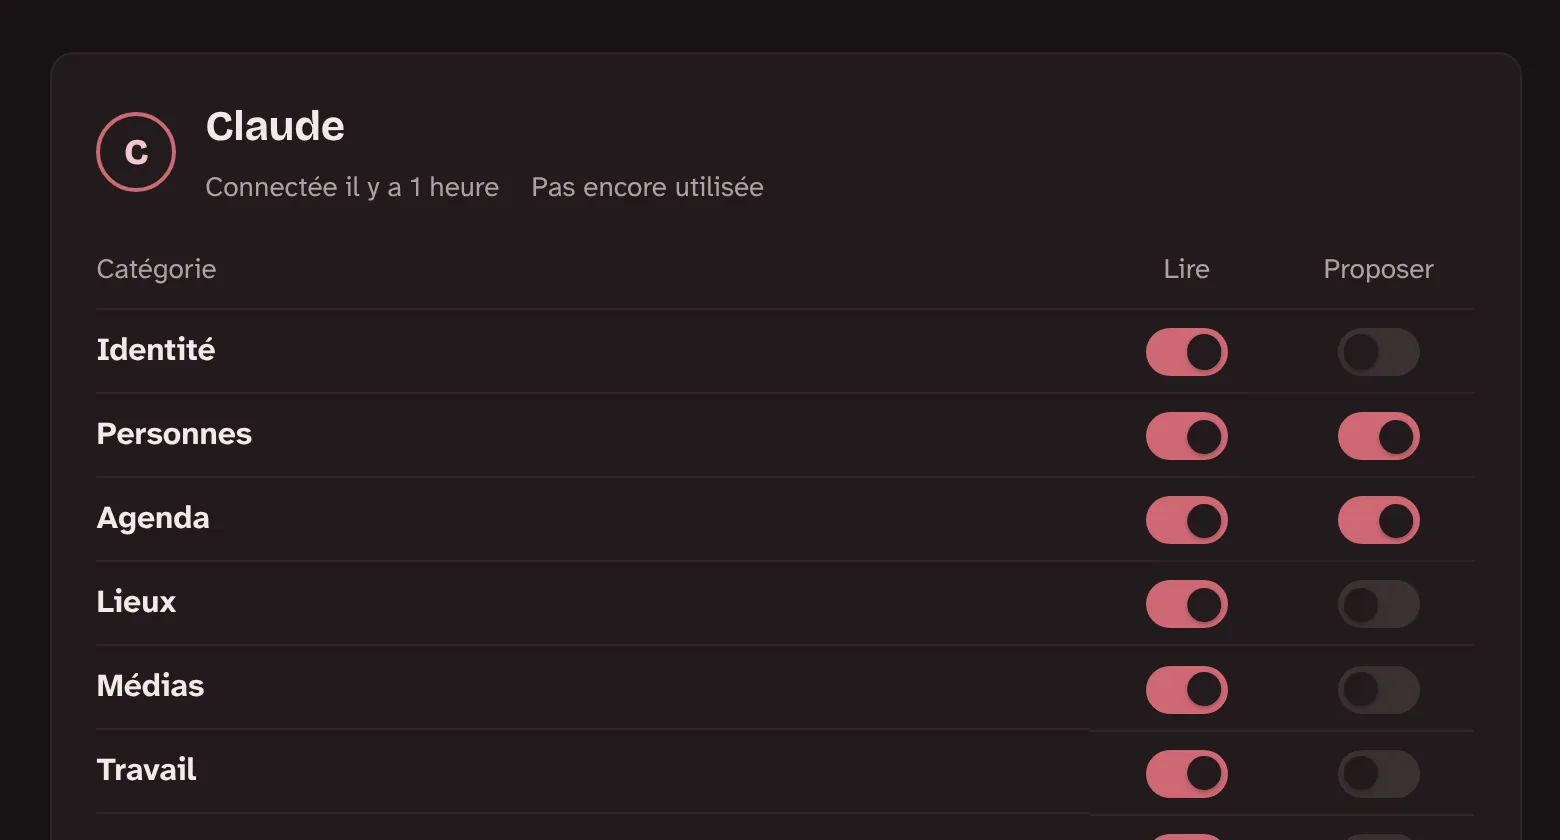 C
Claude
Connectée il y a 1 heure Pas encore utilisée
Catégorie Lire Proposer
Identité
Personnes
Agenda
Lieux
Médias
Travail